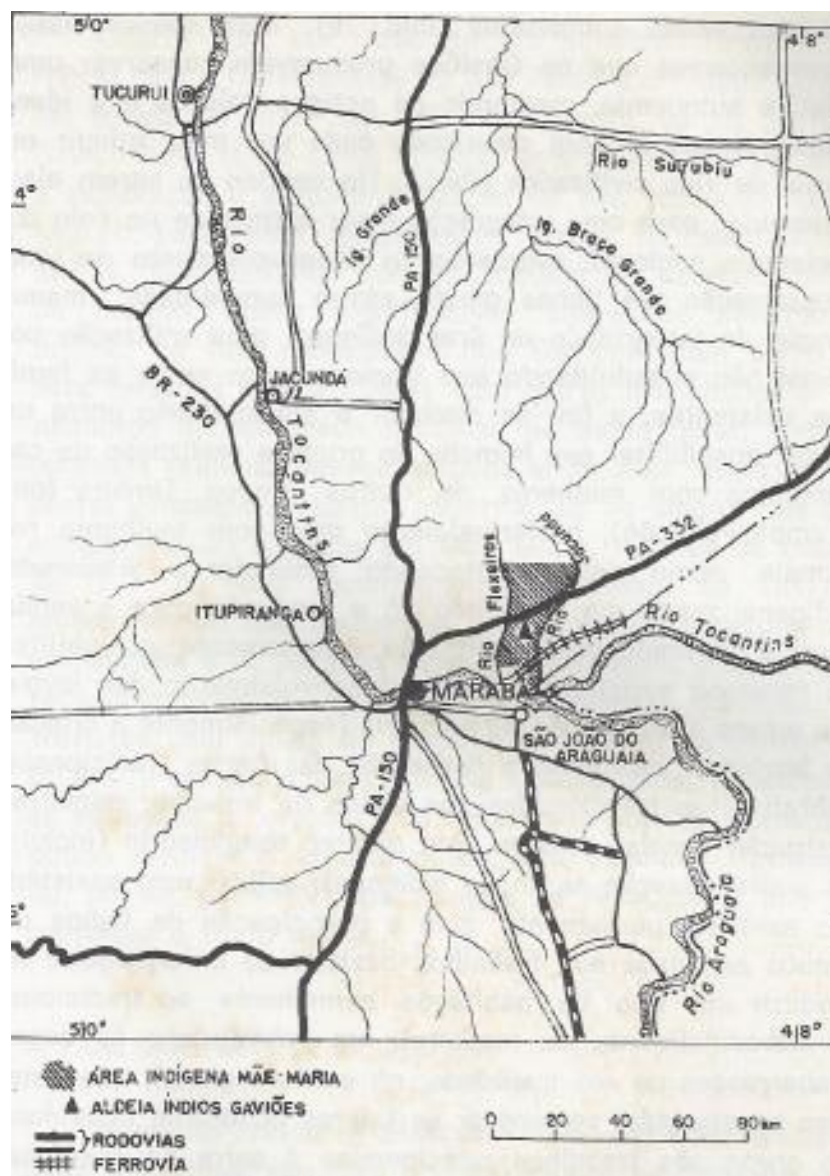 50°
48°
TUCURUI
Rio Surubiu
4°
Rio
Ig. Grande
PA-150
Ig. Braço Grande
JACUNDÁ
BR-230
Tocantins
Flexeiras
PA-332
ITUPIRANGA
Rio
Rio
Rio Tocantins
MARABÁ
SÃO JOÃO DO
ARAGUAIA
PA-150
Rio Araguaia
50°
48°
ÁREA INDÍGENA MÃE MARIA
ALDEIA ÍNDIOS GAVIÕES
RODOVIAS
FERROVIA
0 20 40 60 80 km